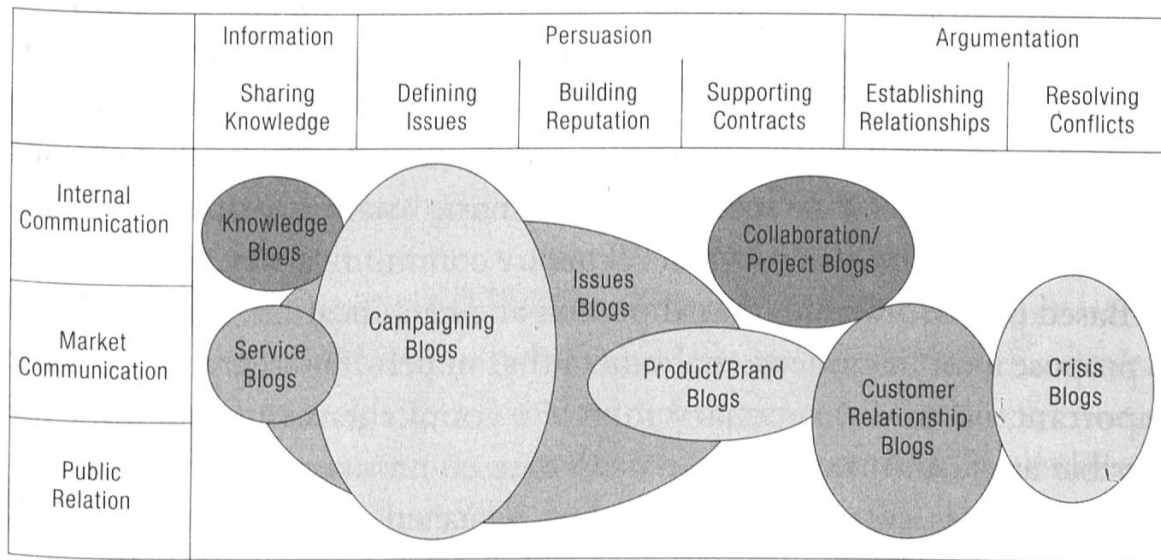 Information
Persuasion
Argumentation
Sharing
Knowledge
Defining
Issues
Building
Reputation
Supporting
Contracts
Establishing
Relationships
Resolving
Conflicts
Internal
Communication
Knowledge
Blogs
Collaboration/
Project Blogs
Issues
Blogs
Market
Communication
Service
Blogs
Campaigning
Blogs
Product/Brand
Blogs
Customer
Relationship
Blogs
Crisis
Blogs
Public
Relation